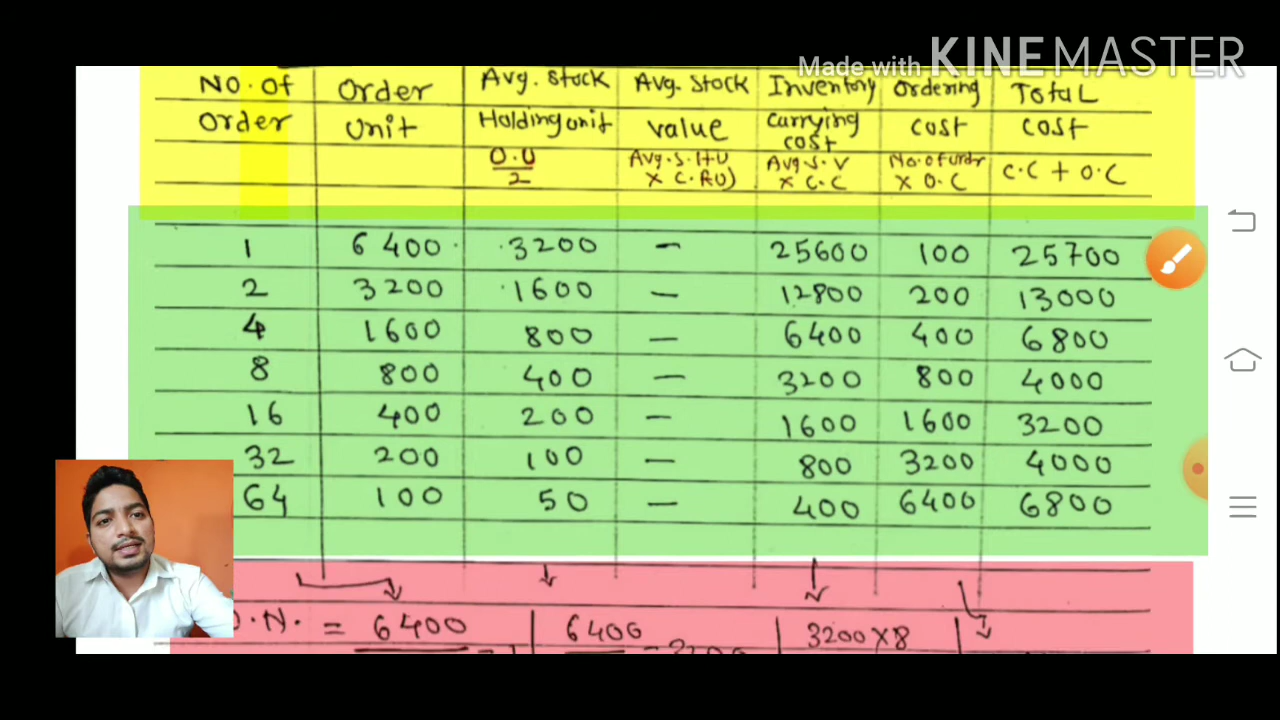 Made with KINEMASTER
No. Of Order Avg. Stock Avg. Stock Inventory Ordering Total
Order Unit Holding unit value Carrying cost cost cost
O.U/2 Avg. S. H.U X C.P.U) Avg. S. V X C.C No. of order X O.C C.C + O.C
1 6400 3200 — 25600 100 25700
2 3200 1600 — 12800 200 13000
4 1600 800 — 6400 400 6800
8 800 400 — 3200 800 4000
16 400 200 — 1600 1600 3200
32 200 100 — 800 3200 4000
64 100 50 — 400 6400 6800
.N. = 6400 6400 3200X8